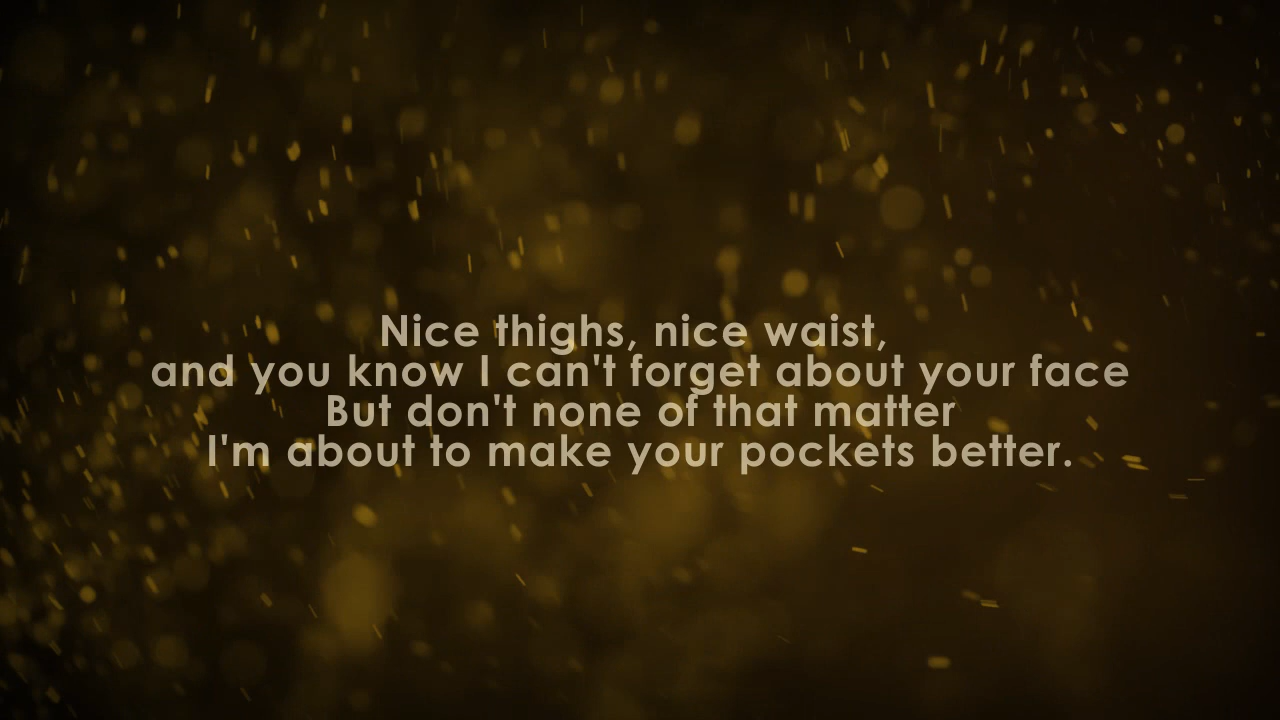 Nice thighs, nice waist,
and you know I can't forget about your face
But don't none of that matter
I'm about to make your pockets better.